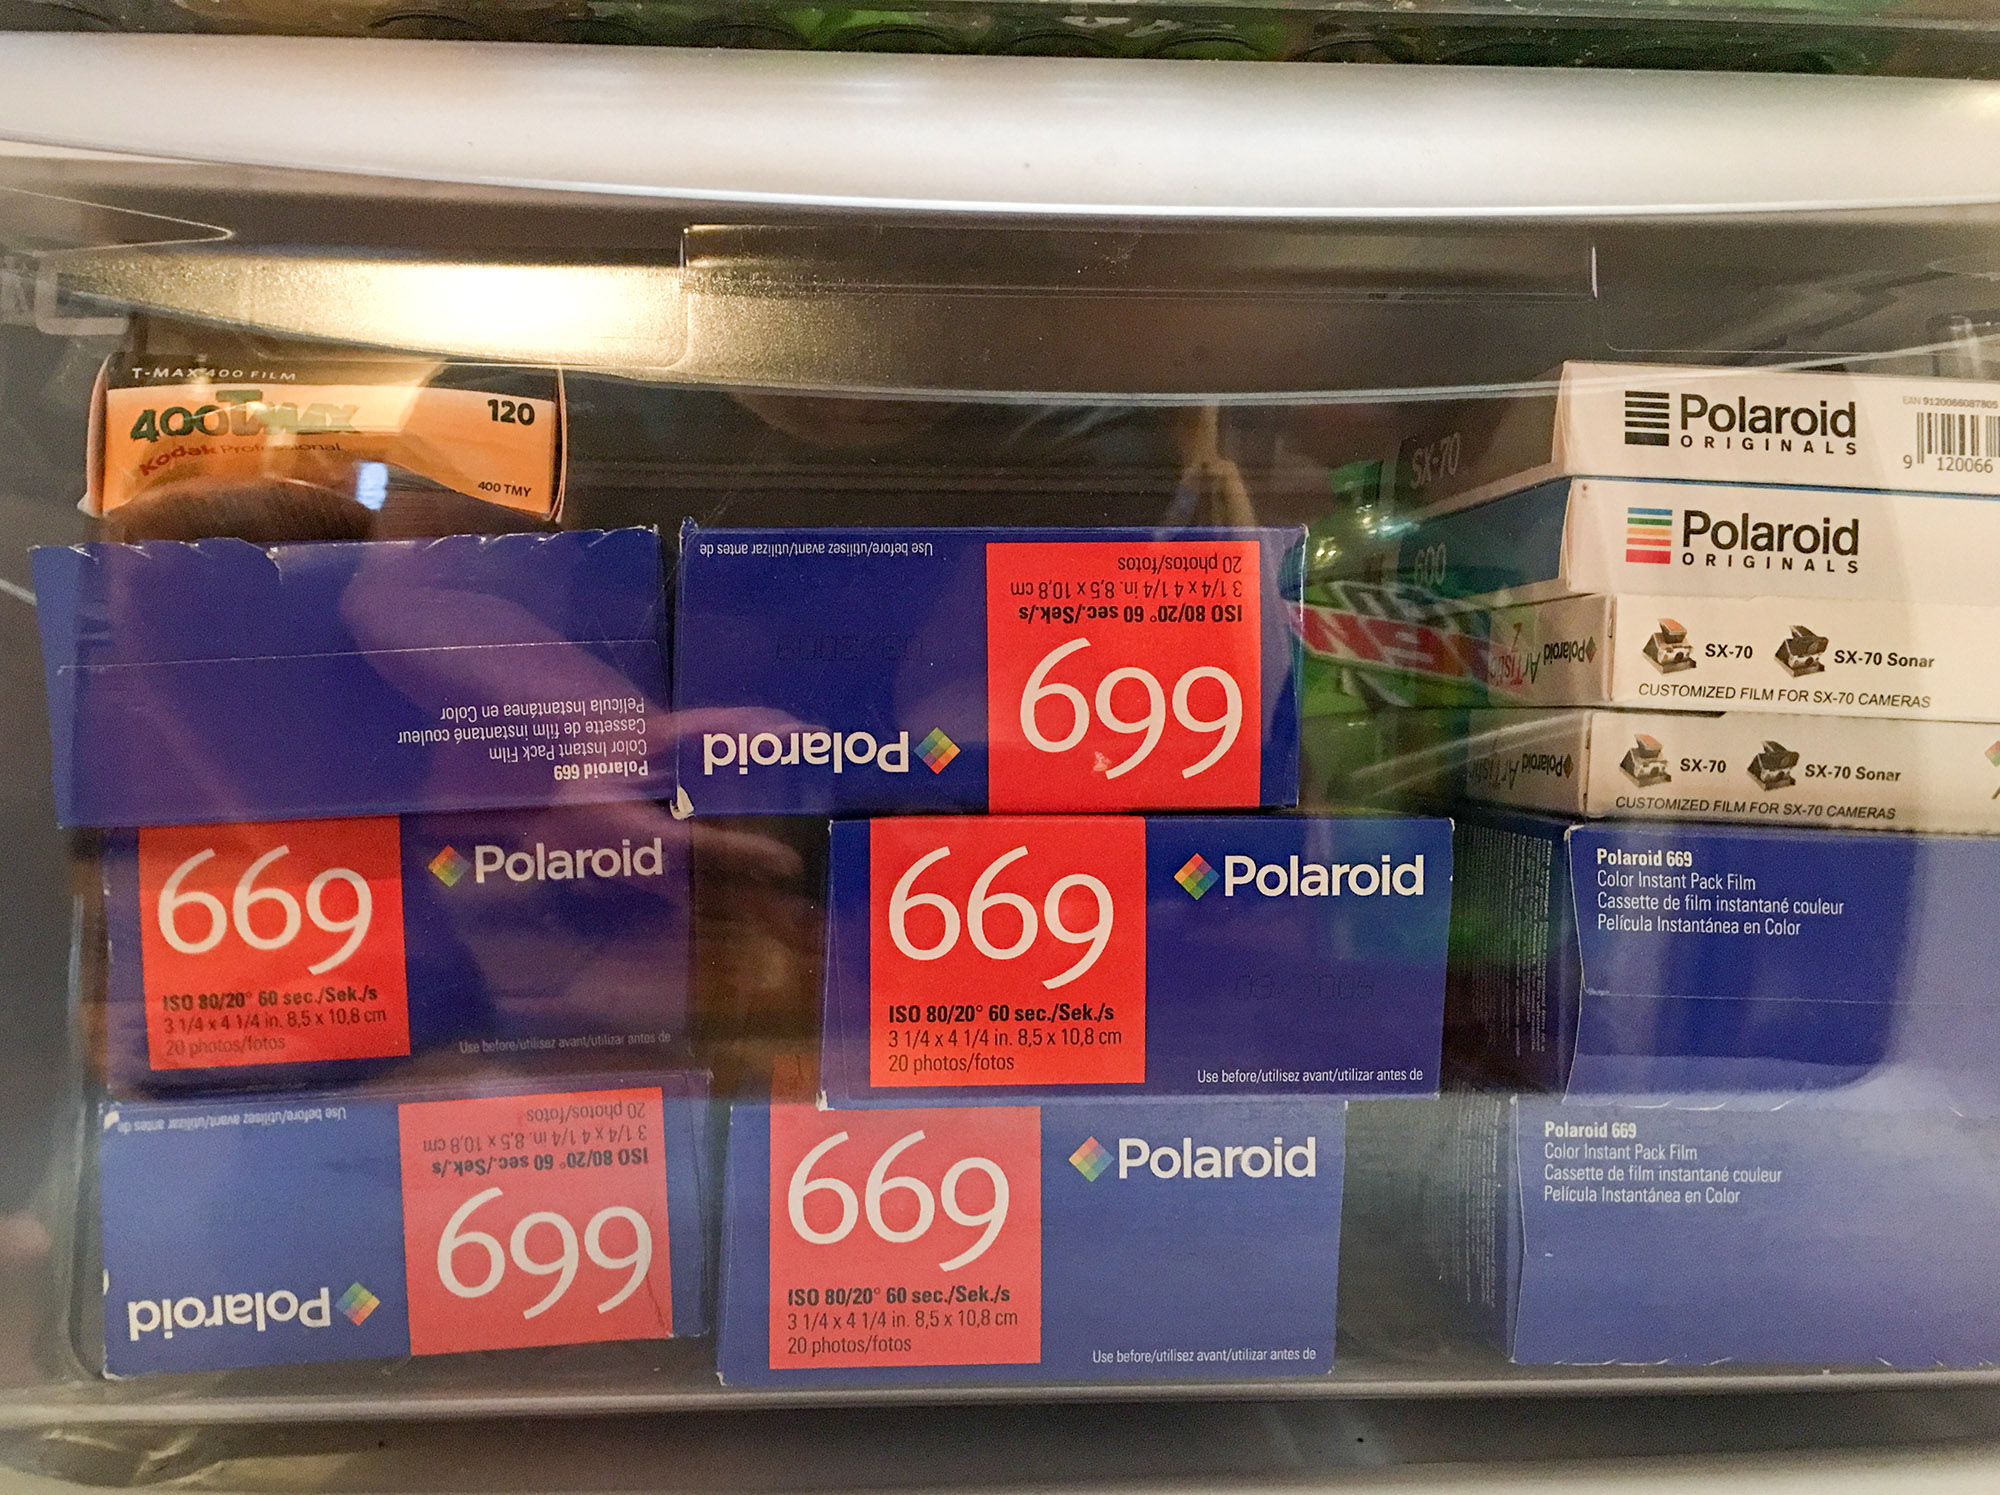 T-MAX 400 FILM
400 TMAX
120
Kodak Professional
400 TMY
Polaroid 669
Color Instant Pack Film
Cassette de film instantané couleur
Película Instantánea en Color
669
Polaroid
ISO 80/20° 60 sec./Sek./s
3 1/4 x 4 1/4 in. 8,5 x 10,8 cm
20 photos/fotos
Use before/utilisez avant/utilizar antes de
669
Polaroid
ISO 80/20° 60 sec./Sek./s
3 1/4 x 4 1/4 in. 8,5 x 10,8 cm
20 photos/fotos
Use before/utilisez avant/utilizar antes de
669
Polaroid
ISO 80/20° 60 sec./Sek./s
3 1/4 x 4 1/4 in. 8,5 x 10,8 cm
20 photos/fotos
Use before/utilisez avant/utilizar antes de
669
Polaroid
ISO 80/20° 60 sec./Sek./s
3 1/4 x 4 1/4 in. 8,5 x 10,8 cm
20 photos/fotos
Use before/utilisez avant/utilizar antes de
669
Polaroid
ISO 80/20° 60 sec./Sek./s
3 1/4 x 4 1/4 in. 8,5 x 10,8 cm
20 photos/fotos
Use before/utilisez avant/utilizar antes de
SX-70
Polaroid
ORIGINALS
EAN 9120066087805
9 120066
600
Polaroid
ORIGINALS
Polaroid
SX-70 SX-70 Sonar
CUSTOMIZED FILM FOR SX-70 CAMERAS
Polaroid
SX-70 SX-70 Sonar
CUSTOMIZED FILM FOR SX-70 CAMERAS
Polaroid 669
Color Instant Pack Film
Cassette de film instantané couleur
Película Instantánea en Color
Polaroid 669
Color Instant Pack Film
Cassette de film instantané couleur
Película Instantánea en Color